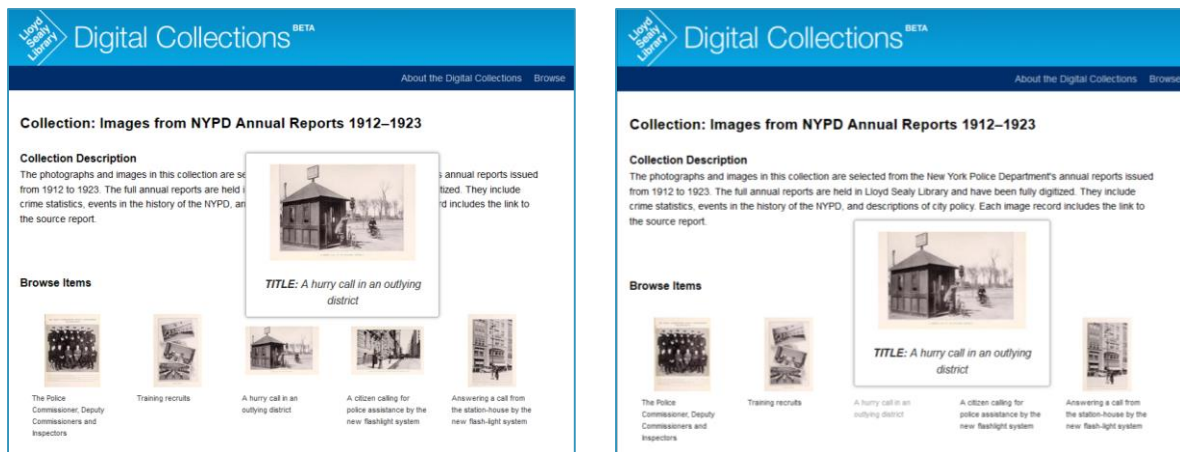 Lloyd
Sealy
Library
Digital Collections BETA
About the Digital Collections Browse
Collection: Images from NYPD Annual Reports 1912–1923
Collection Description
The photographs and images in this collection are se
s annual reports issued
from 1912 to 1923. The full annual reports are held i
tized. They include
crime statistics, events in the history of the NYPD, an
rd includes the link to
the source report.
TITLE: A hurry call in an outlying
district
Browse Items
The Police
Commissioner, Deputy
Commissioners and
Inspectors
Training recruits
A hurry call in an
outlying district
A citizen calling for
police assistance by the
new flashlight system
Answering a call from
the station-house by the
new flash-light system
Lloyd
Sealy
Library
Digital Collections BETA
About the Digital Collections Browse
Collection: Images from NYPD Annual Reports 1912–1923
Collection Description
The photographs and images in this collection are selected from the New York Police Department's annual reports issued
from 1912 to 1923. The full annual reports are held in Lloyd Sealy Library and have been fully digitized. They include
crime statistics, events in the history of the NYPD, and descriptions of city policy. Each image record includes the link to
the source report.
Browse Items
TITLE: A hurry call in an outlying
district
The Police
Commissioner, Deputy
Commissioners and
Inspectors
Training recruits
A hurry call in an
outlying district
A citizen calling for
police assistance by the
new flashlight system
Answering a call from
the station-house by the
new flash-light system